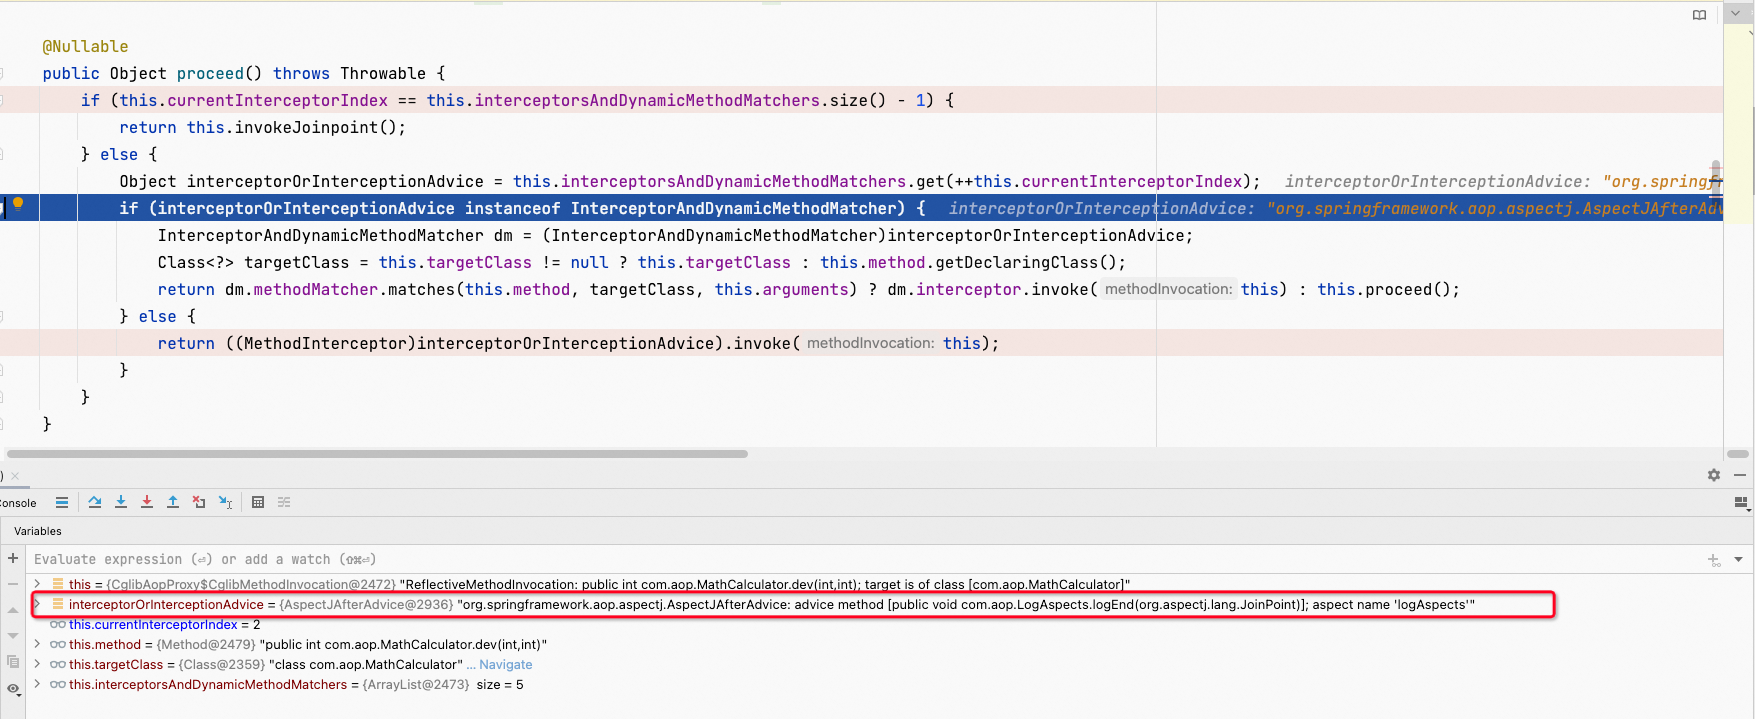 @Nullable
public Object proceed() throws Throwable {
if (this.currentInterceptorIndex == this.interceptorsAndDynamicMethodMatchers.size() - 1) {
return this.invokeJoinpoint();
} else {
Object interceptorOrInterceptionAdvice = this.interceptorsAndDynamicMethodMatchers.get(++this.currentInterceptorIndex); interceptorOrInterceptionAdvice: "org.springfr
if (interceptorOrInterceptionAdvice instanceof InterceptorAndDynamicMethodMatcher) { interceptorOrInterceptionAdvice: "org.springframework.aop.aspectj.AspectJAfterAdv
InterceptorAndDynamicMethodMatcher dm = (InterceptorAndDynamicMethodMatcher)interceptorOrInterceptionAdvice;
Class<?> targetClass = this.targetClass != null ? this.targetClass : this.method.getDeclaringClass();
return dm.methodMatcher.matches(this.method, targetClass, this.arguments) ? dm.interceptor.invoke( methodInvocation: this) : this.proceed();
} else {
return ((MethodInterceptor)interceptorOrInterceptionAdvice).invoke( methodInvocation: this);
}
}
}
)
onsole
Variables
Evaluate expression (⏎) or add a watch (⇧⌘⏎)
this = {CglibAopProxy$CglibMethodInvocation@2472} "ReflectiveMethodInvocation: public int com.aop.MathCalculator.dev(int,int); target is of class [com.aop.MathCalculator]"
interceptorOrInterceptionAdvice = {AspectJAfterAdvice@2936} "org.springframework.aop.aspectj.AspectJAfterAdvice: advice method [public void com.aop.LogAspects.logEnd(org.aspectj.lang.JoinPoint)]; aspect name 'logAspects'"
this.currentInterceptorIndex = 2
this.method = {Method@2479} "public int com.aop.MathCalculator.dev(int,int)"
this.targetClass = {Class@2359} "class com.aop.MathCalculator" ... Navigate
this.interceptorsAndDynamicMethodMatchers = {ArrayList@2473} size = 5